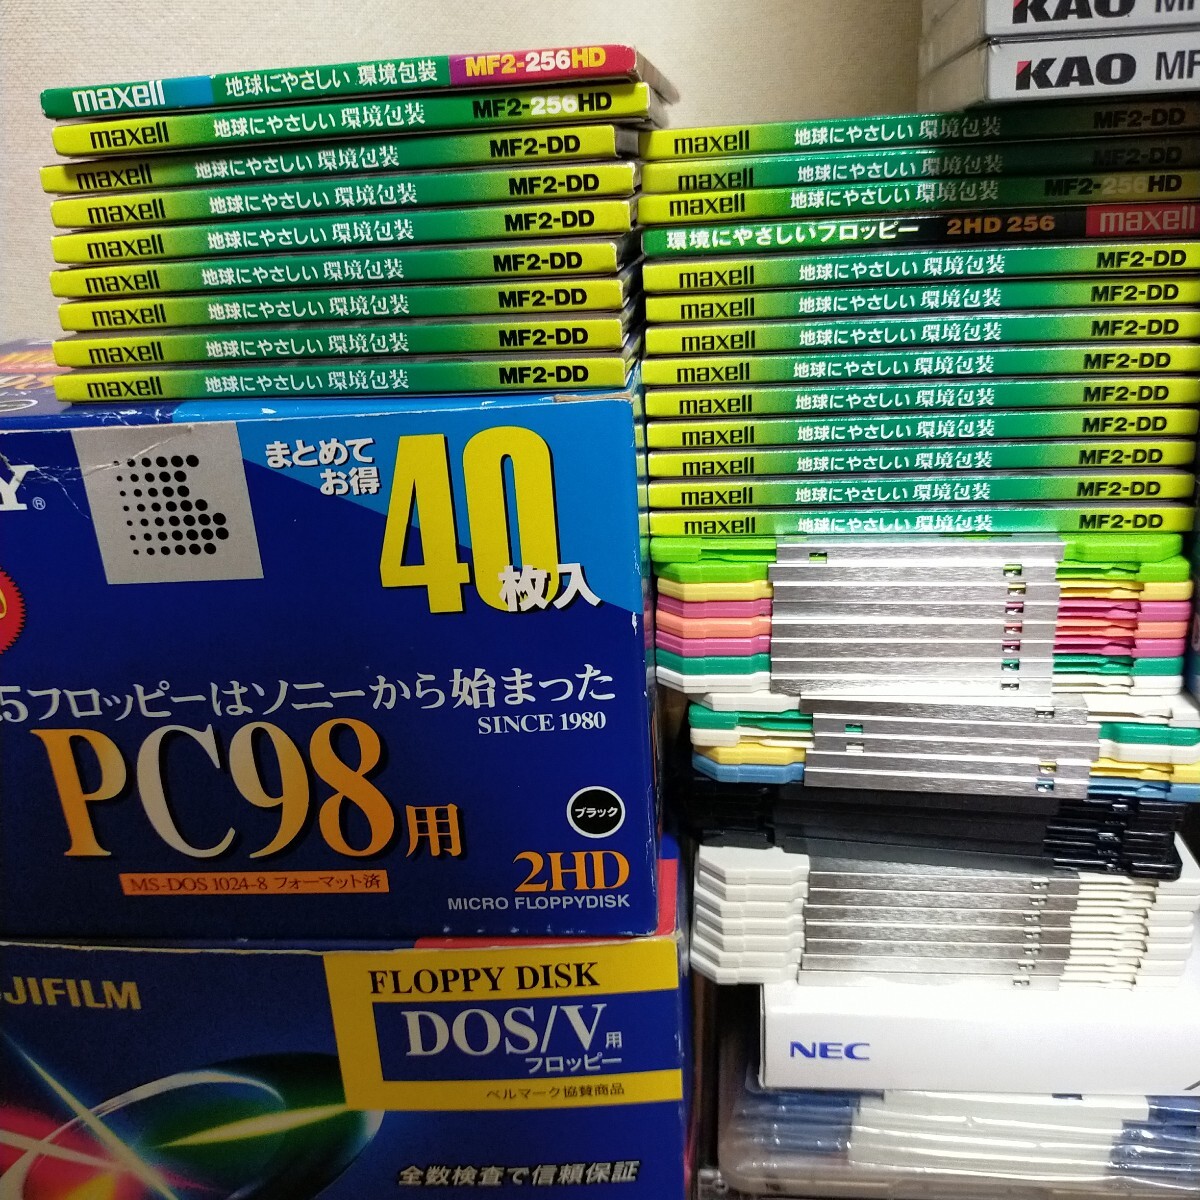 maxell 地球にやさしい 環境包装 MF2-256HD
maxell 地球にやさしい 環境包装 MF2-256HD
maxell 地球にやさしい 環境包装 MF2-DD
maxell 地球にやさしい 環境包装 MF2-DD
maxell 地球にやさしい 環境包装 MF2-DD
maxell 地球にやさしい 環境包装 MF2-DD
maxell 地球にやさしい 環境包装 MF2-DD
maxell 地球にやさしい 環境包装 MF2-DD
maxell 地球にやさしい 環境包装 MF2-DD
KAO MF
KAO MF
maxell 地球にやさしい 環境包装 MF2-DD
maxell 地球にやさしい 環境包装 MF2-DD
maxell 地球にやさしい 環境包装 MF2-256HD
環境にやさしいフロッピー 2HD 256 maxell
maxell 地球にやさしい 環境包装 MF2-DD
maxell 地球にやさしい 環境包装 MF2-DD
maxell 地球にやさしい 環境包装 MF2-DD
maxell 地球にやさしい 環境包装 MF2-DD
maxell 地球にやさしい 環境包装 MF2-DD
maxell 地球にやさしい 環境包装 MF2-DD
maxell 地球にやさしい 環境包装 MF2-DD
maxell 地球にやさしい 環境包装 MF2-DD
maxell 地球にやさしい 環境包装 MF2-DD
Y®
まとめて
お得
40枚入
.5フロッピーはソニーから始まった
SINCE 1980
PC98用
ブラック
MS-DOS 1024-8 フォーマット済
2HD
MICRO FLOPPYDISK
JIFILM
FLOPPY DISK
DOS/V用
フロッピー
ベルマーク協賛商品
全数検査で信頼保証
NEC